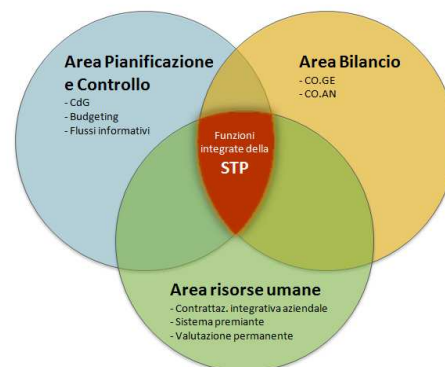 Area Pianificazione
e Controllo
- CdG
- Budgeting
- Flussi informativi
Area Bilancio
- CO.GE
- CO.AN
Funzioni
integrate della
STP
Area risorse umane
- Contrattaz. integrativa aziendale
- Sistema premiante
- Valutazione permanente